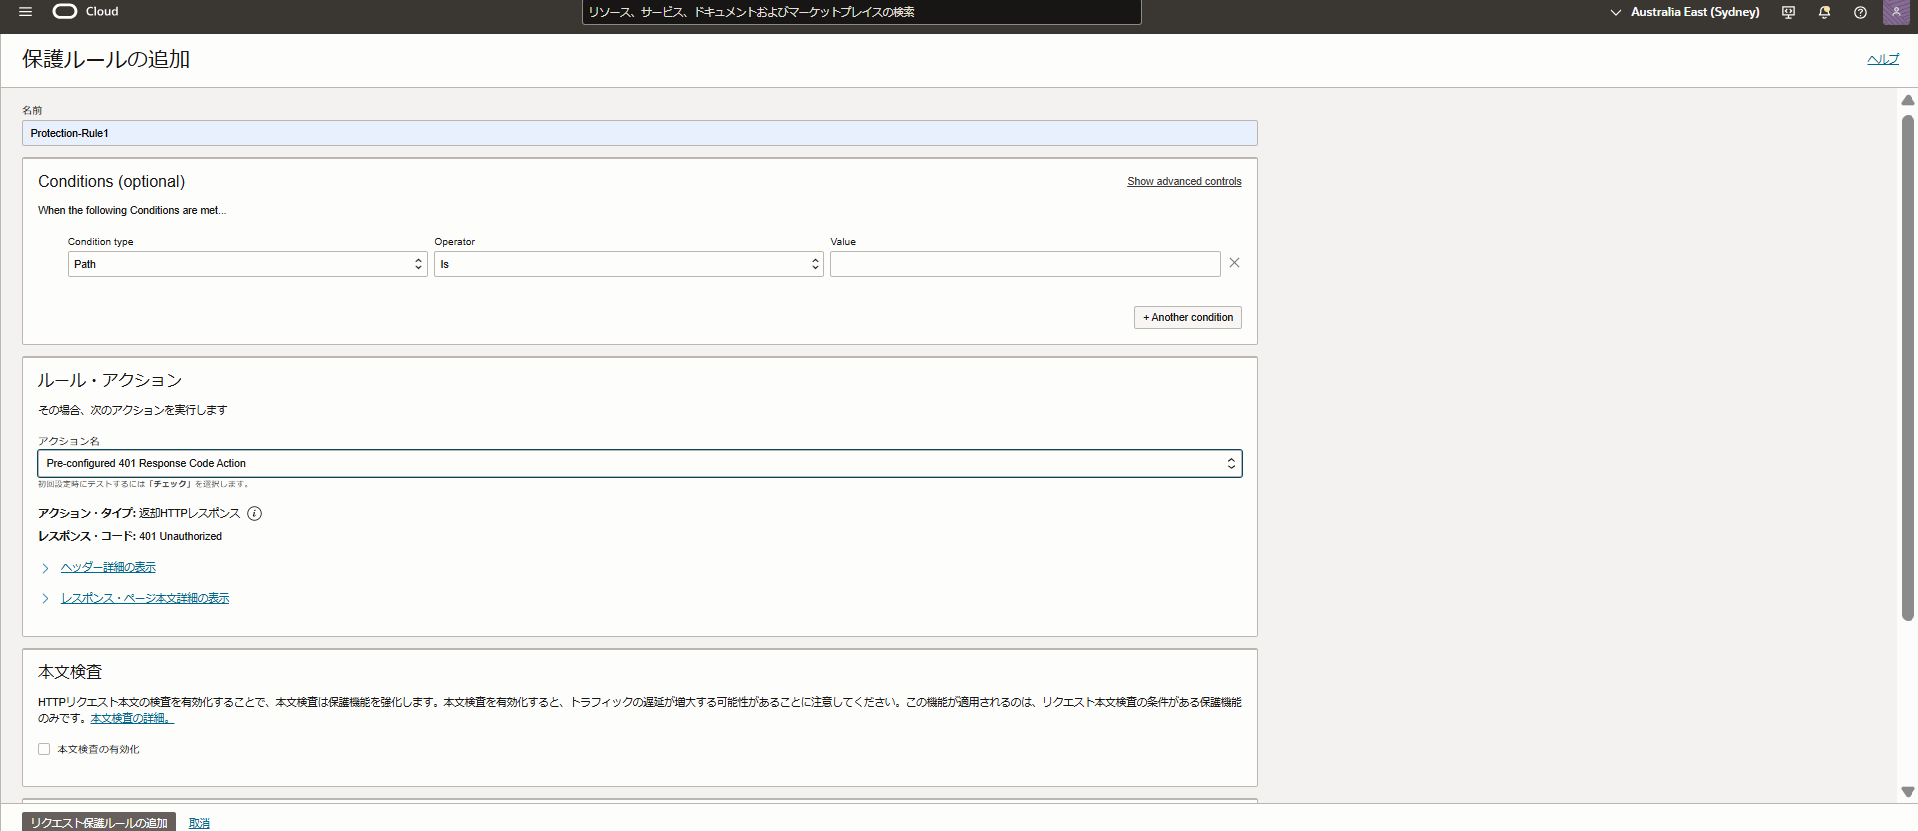 Cloud
リソース、サービス、ドキュメントおよびマーケットプレイスの検索
Australia East (Sydney)
保護ルールの追加
ヘルプ
名前
Protection-Rule1
Conditions (optional)
Show advanced controls
When the following Conditions are met...
Condition type
Operator
Value
Path
Is
+ Another condition
ルール・アクション
その場合、次のアクションを実行します
アクション名
Pre-configured 401 Response Code Action
初回設定時にテストするには「チェック」を選択します。
アクション・タイプ: 返却HTTPレスポンス
レスポンス・コード: 401 Unauthorized
ヘッダー詳細の表示
レスポンス・ページ本文詳細の表示
本文検査
HTTPリクエスト本文の検査を有効化することで、本文検査は保護機能を強化します。本文検査を有効化すると、トラフィックの遅延が増大する可能性があることに注意してください。この機能が適用されるのは、リクエスト本文検査の条件がある保護機能
のみです。本文検査の詳細。
本文検査の有効化
リクエスト保護ルールの追加
取消